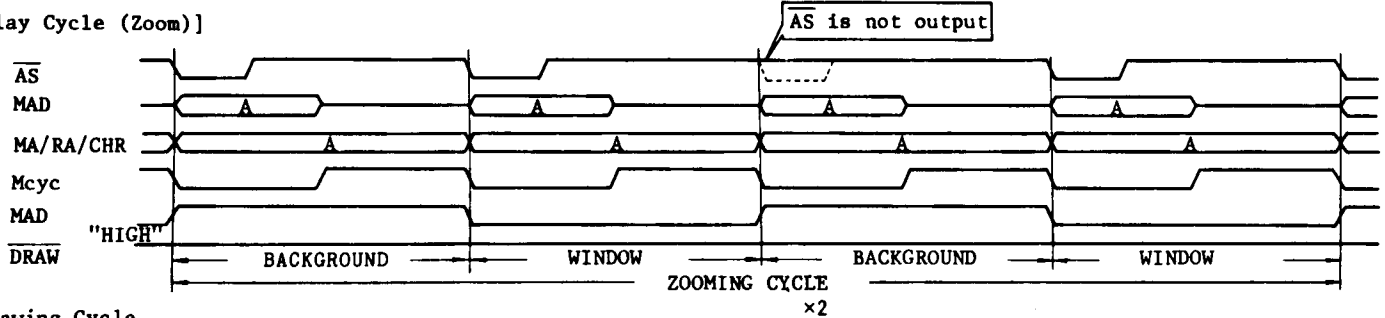 lay Cycle (Zoom)]
AS is not output
AS
MAD
A A A A
MA/RA/CHR
A A A A
Mcyc
MAD
"HIGH"
DRAW
BACKGROUND WINDOW BACKGROUND WINDOW
ZOOMING CYCLE
×2
awing Cycle